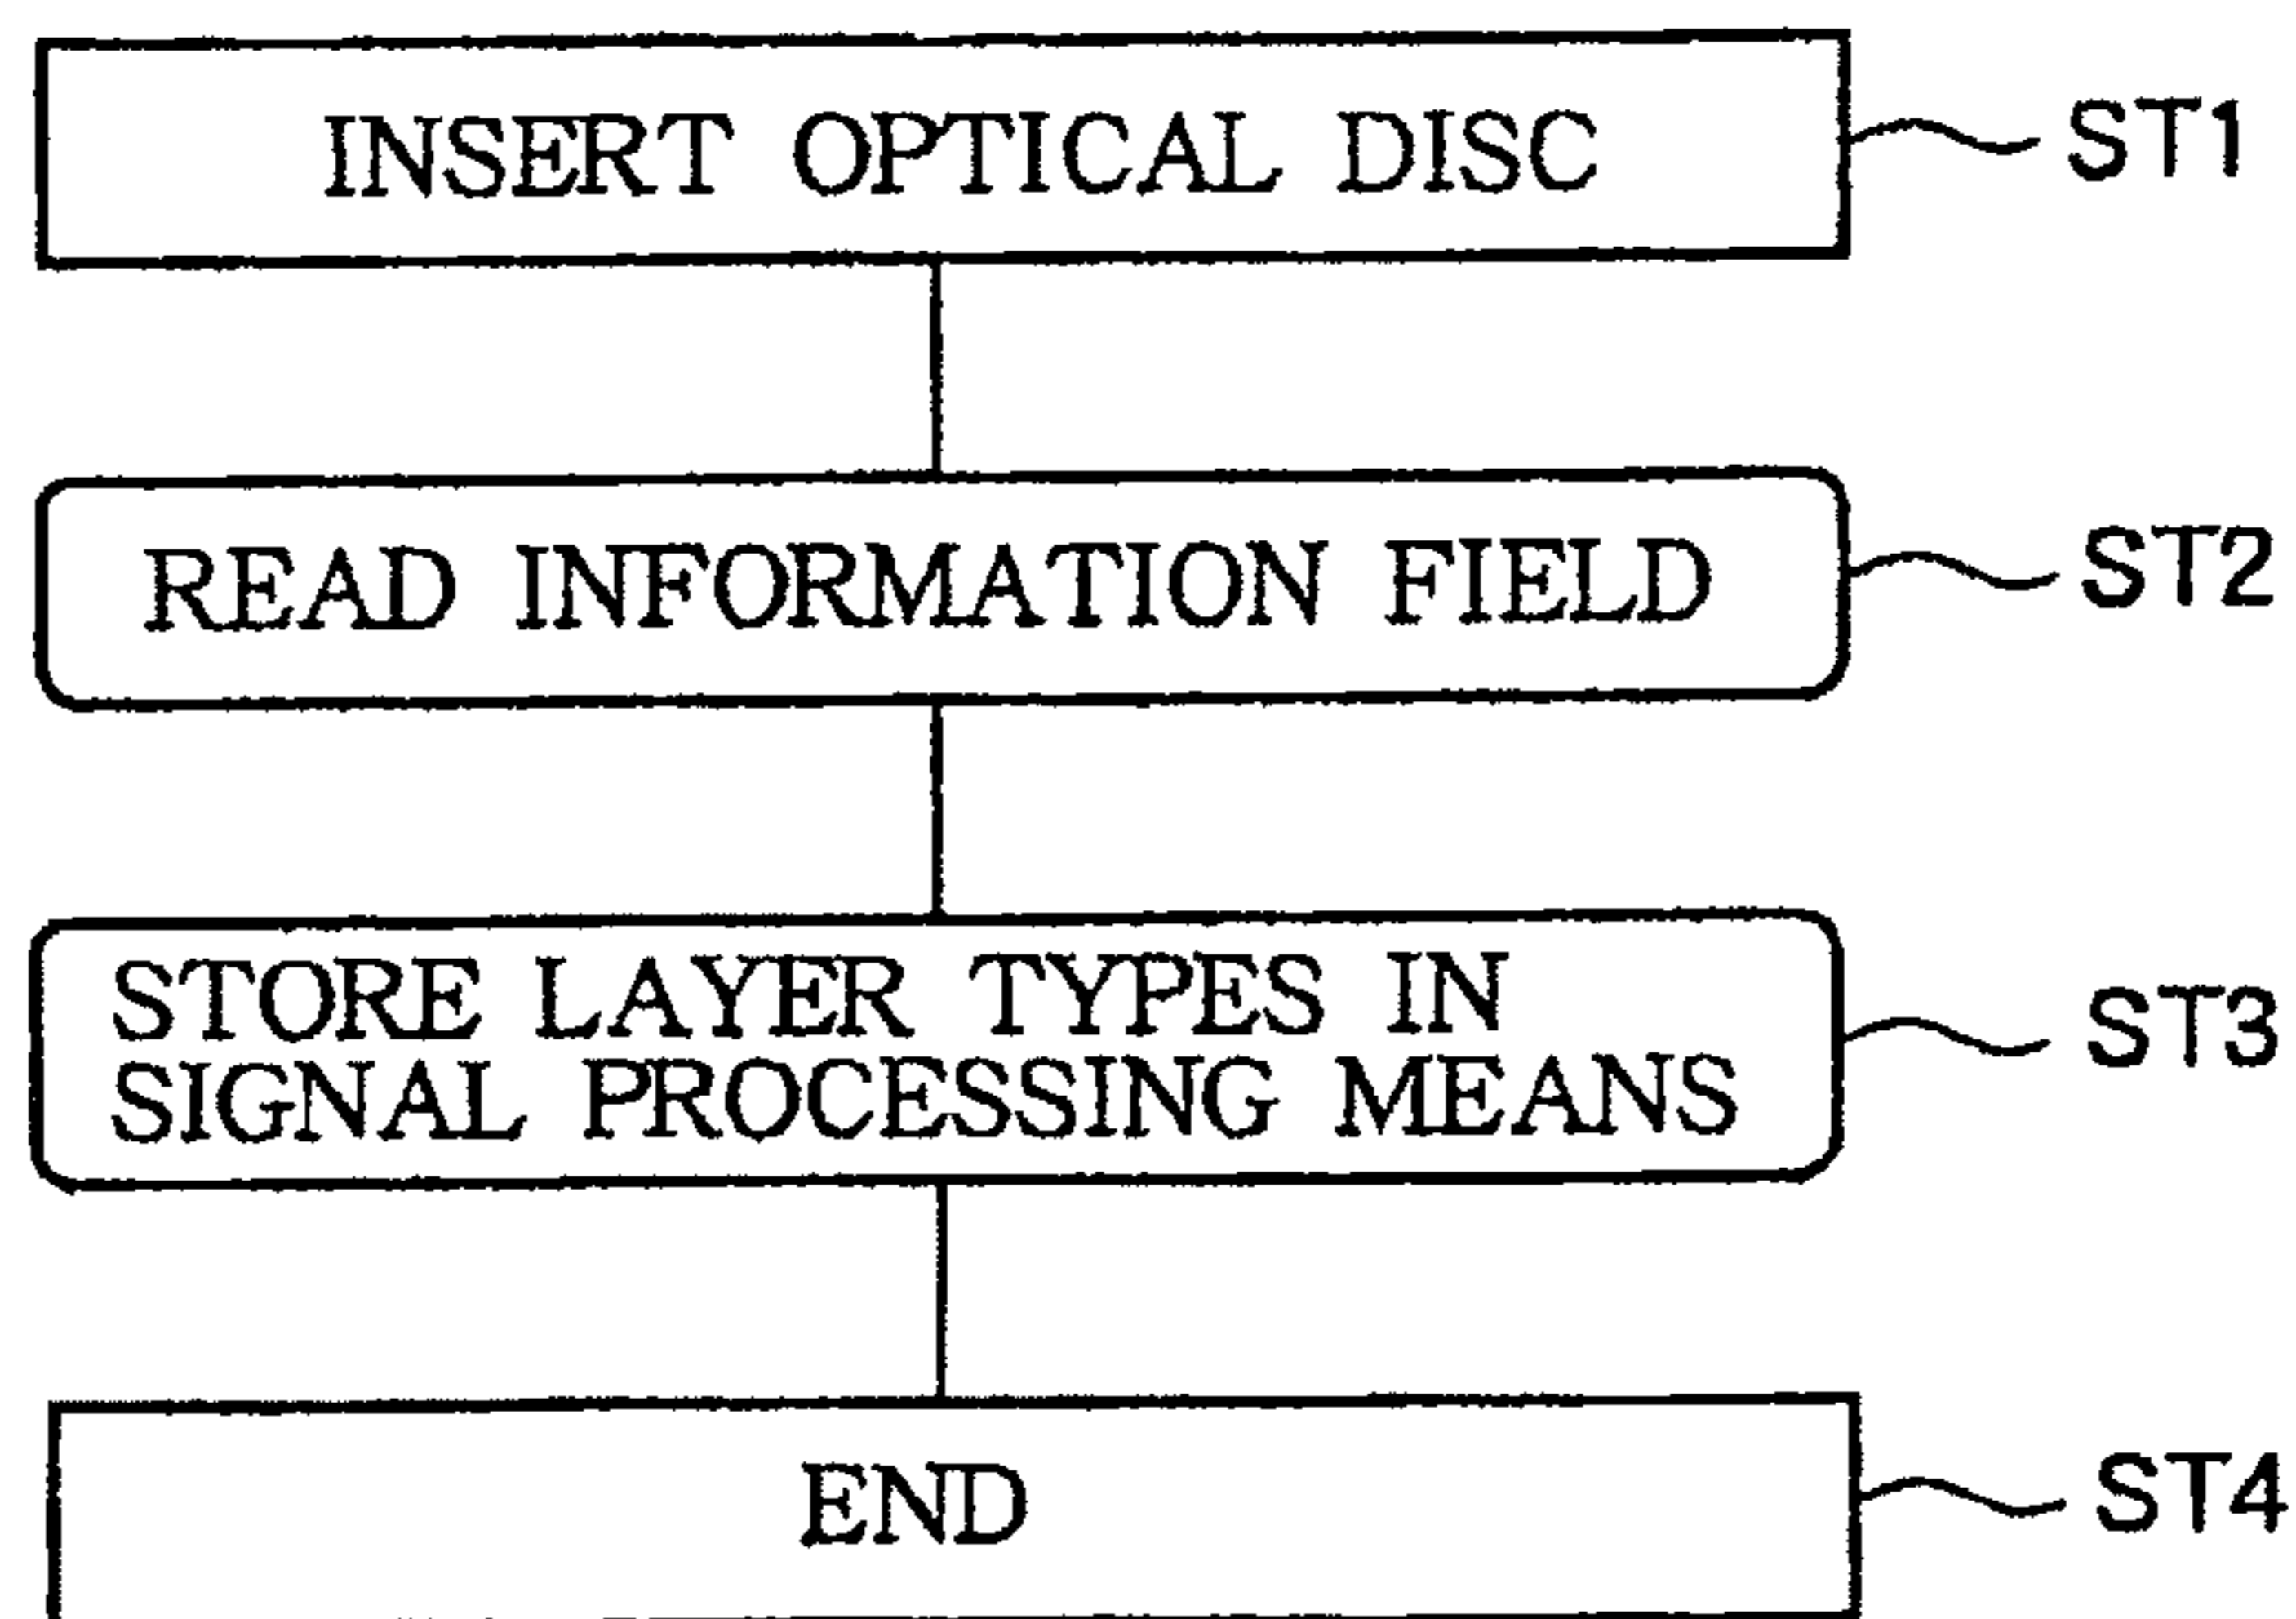 INSERT OPTICAL DISC
ST1
READ INFORMATION FIELD
ST2
STORE LAYER TYPES IN
SIGNAL PROCESSING MEANS
ST3
END
ST4